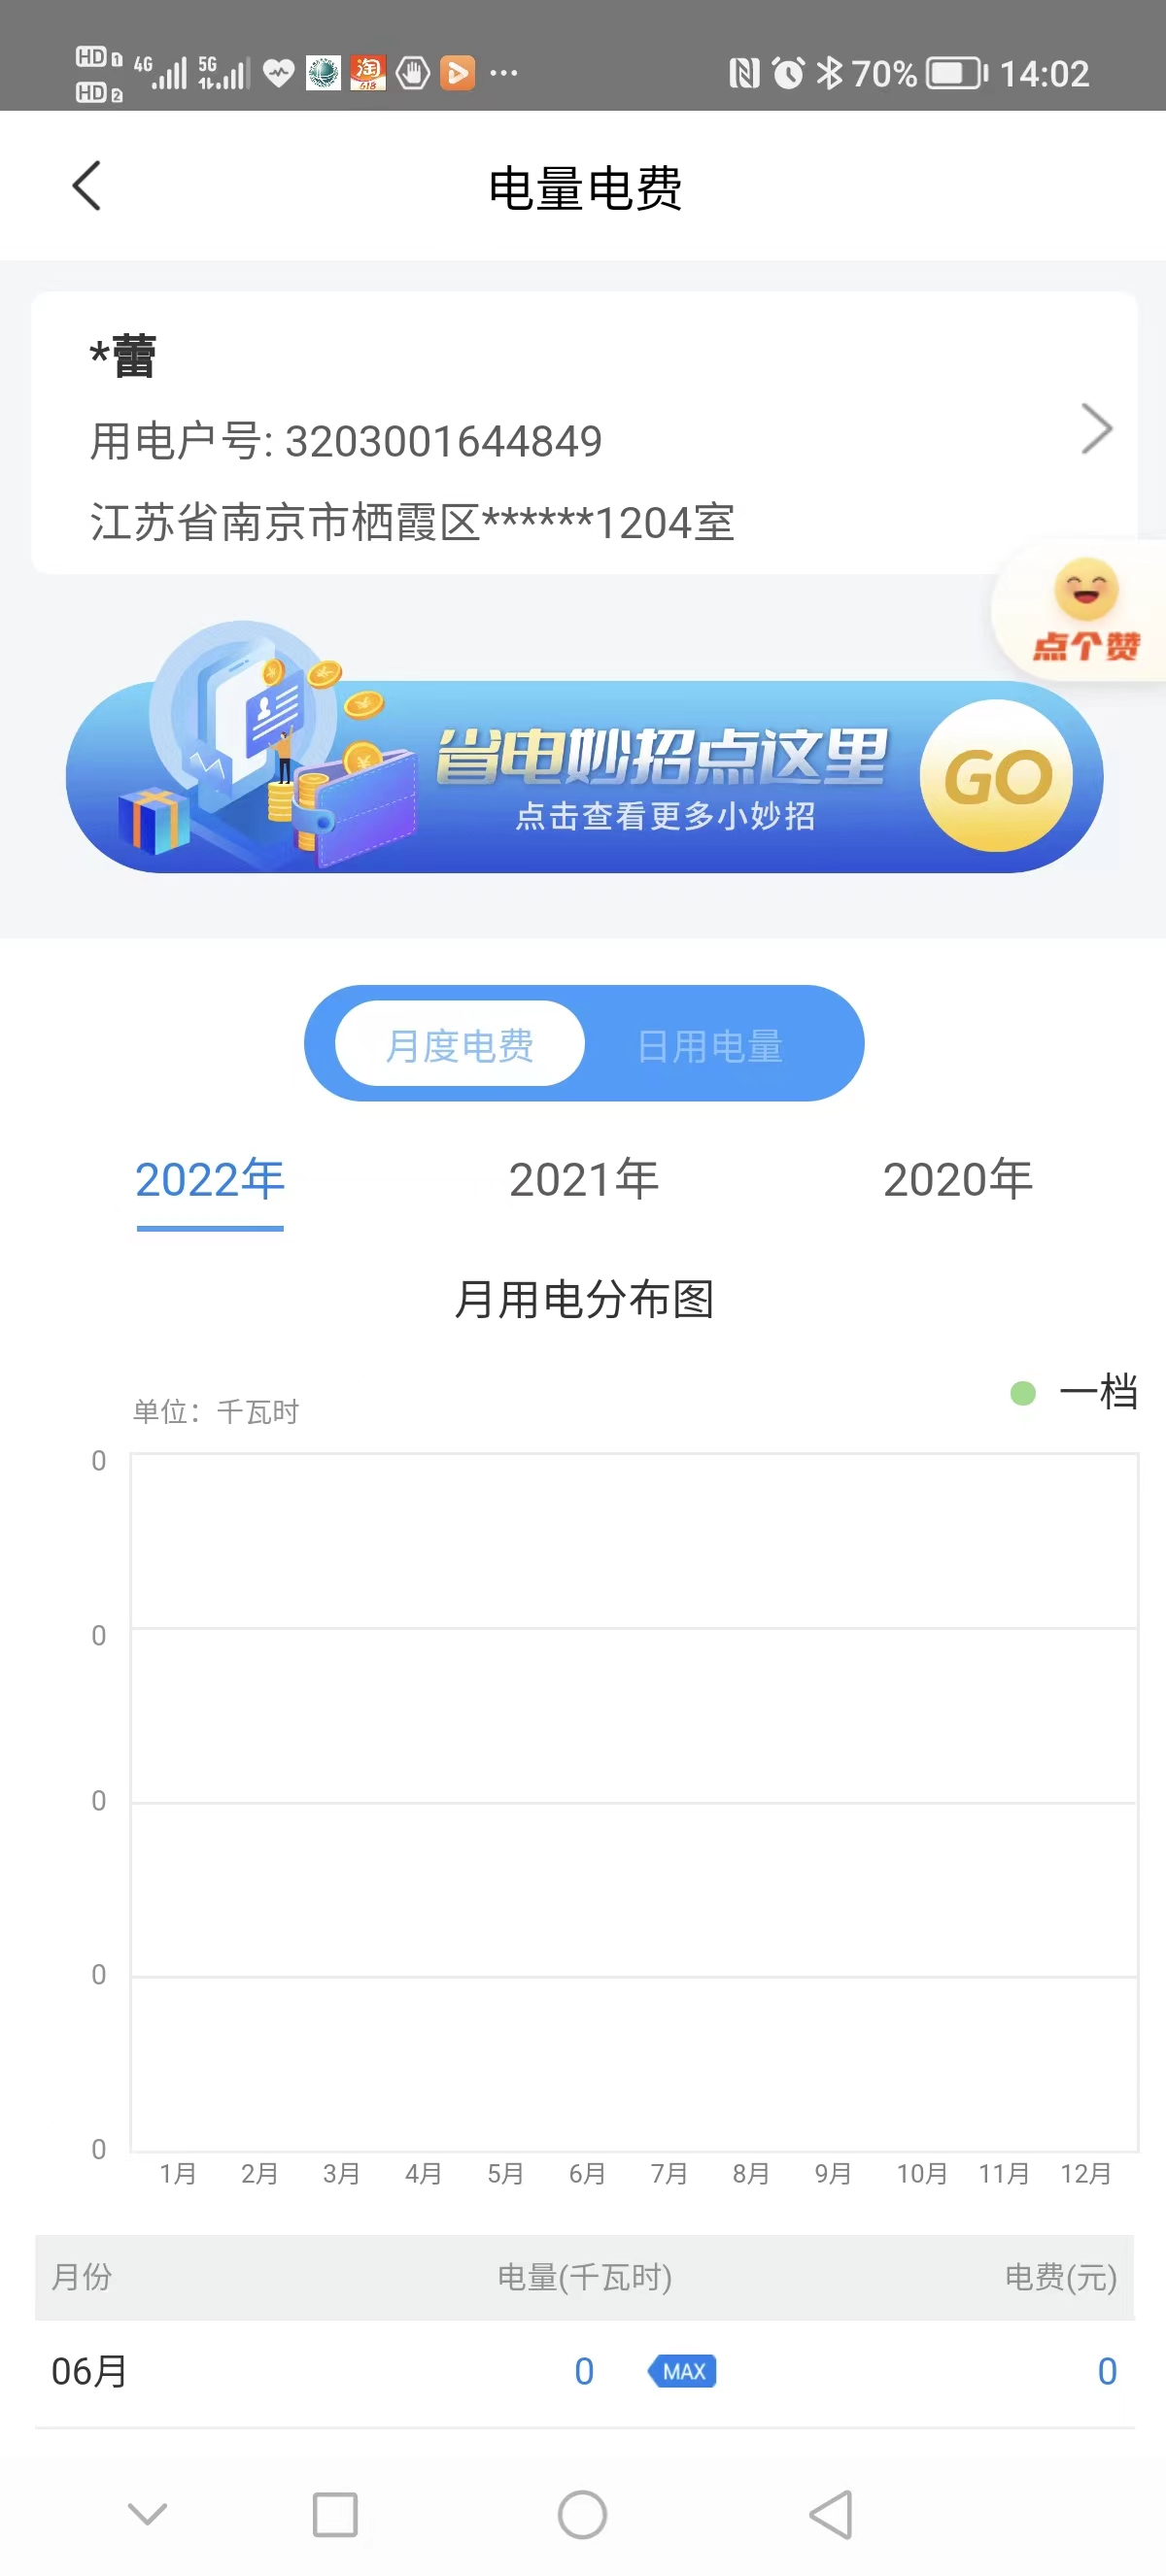 HD 1 4G 5G 淘 618 70% 14:02
HD 2
电量电费
*蕾
用电户号: 3203001644849
江苏省南京市栖霞区******1204室
点个赞
省电妙招点这里
点击查看更多小妙招
GO
月度电费 日用电量
2022年 2021年 2020年
月用电分布图
单位：千瓦时
一档
0
0
0
0
0
1月 2月 3月 4月 5月 6月 7月 8月 9月 10月 11月 12月
月份 电量(千瓦时) 电费(元)
06月 0 MAX 0